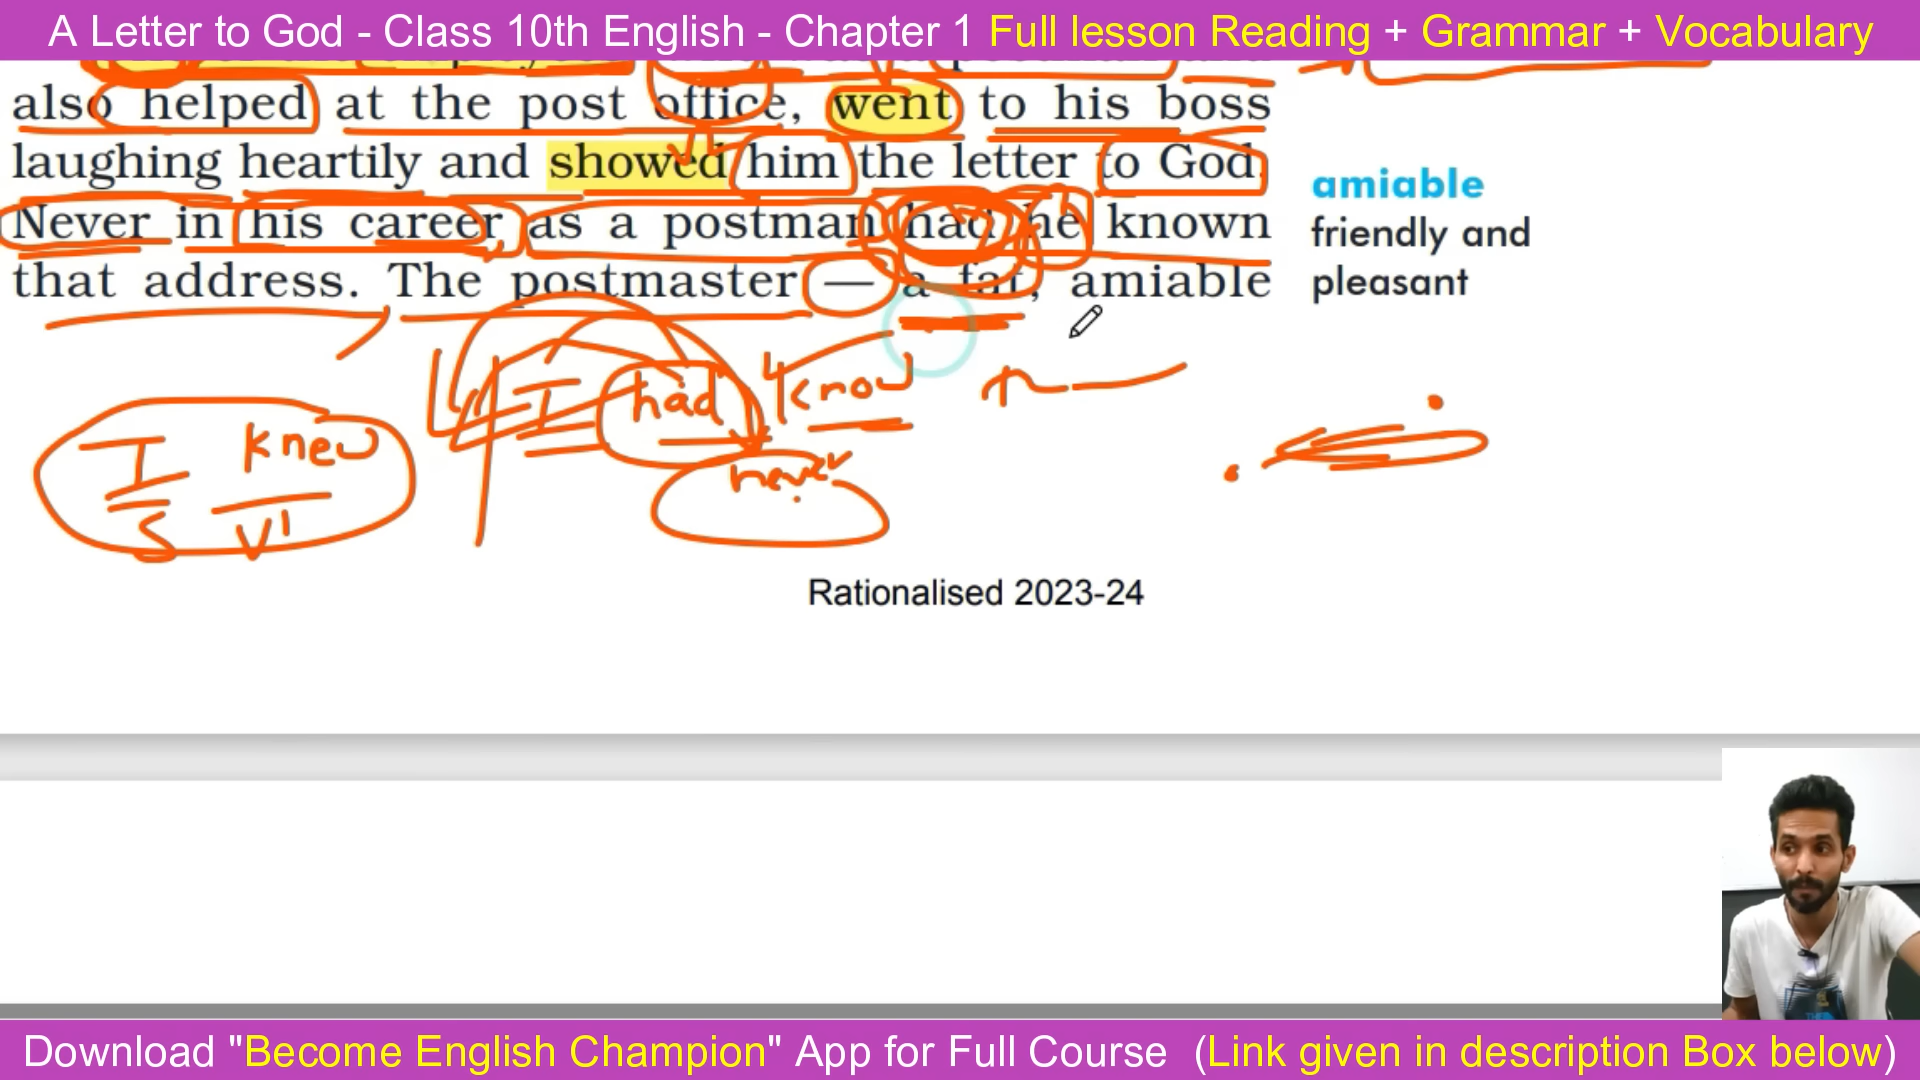 A Letter to God - Class 10th English - Chapter 1 Full lesson Reading + Grammar + Vocabulary
also helped at the post office, went to his boss
laughing heartily and showed him the letter to God.
Never in his career, as a postman had he known
that address. The postmaster — a fat, amiable
amiable
friendly and
pleasant
I knew
S V1
I had know
never
Rationalised 2023-24
Download "Become English Champion" App for Full Course (Link given in description Box below)